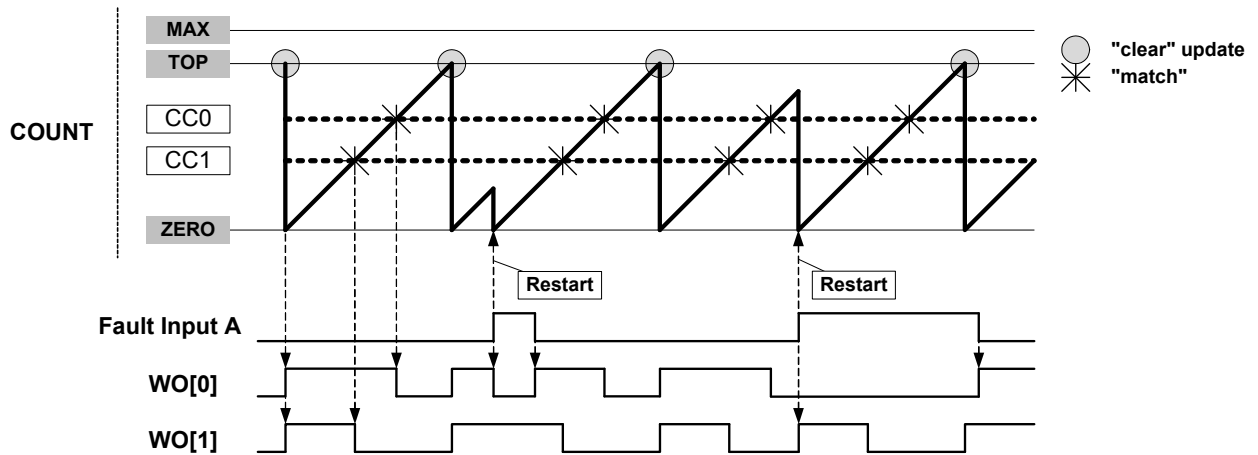 MAX
TOP
"clear" update
"match"
CC0
COUNT
CC1
ZERO
Restart
Restart
Fault Input A
WO[0]
WO[1]